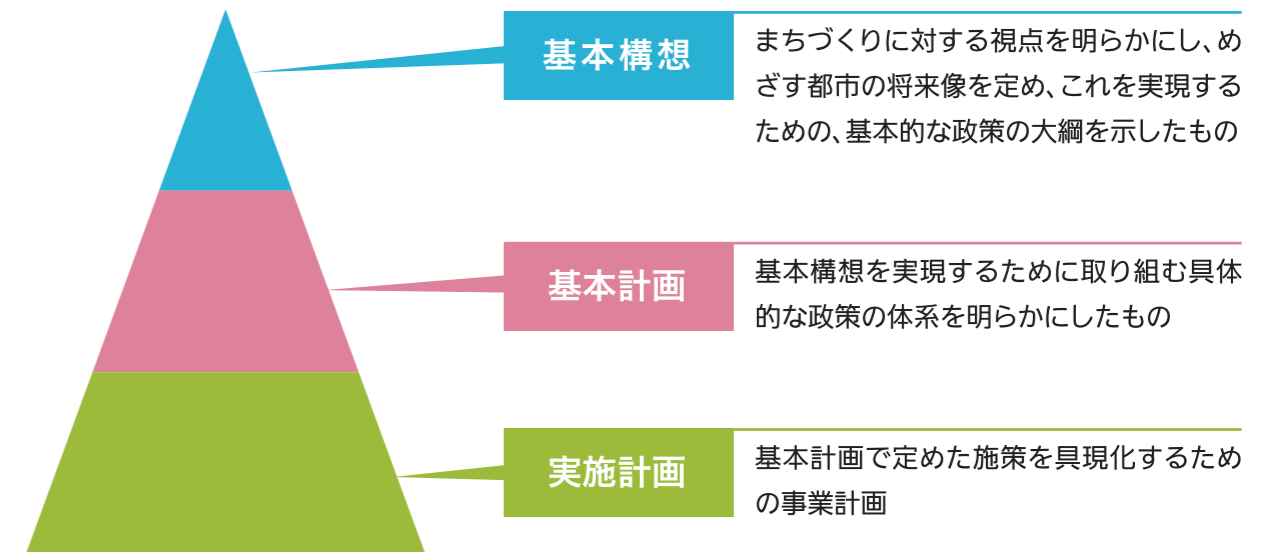 基本構想
まちづくりに対する視点を明らかにし、め
ざす都市の将来像を定め、これを実現する
ための、基本的な政策の大綱を示したもの
基本計画
基本構想を実現するために取り組む具体
的な政策の体系を明らかにしたもの
実施計画
基本計画で定めた施策を具現化するため
の事業計画